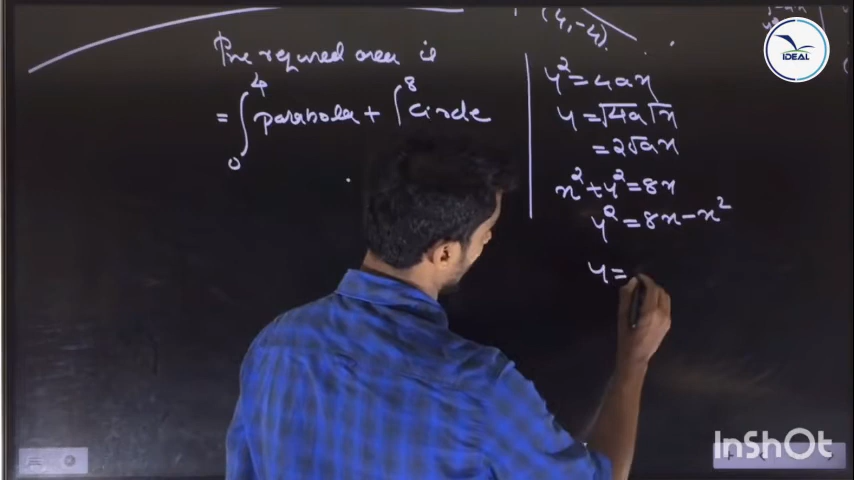 (4,-4)
The required area is
= ∫₀⁴ parabola + ∫⁸ circle
y² = 4ax
y = √4a√x
= 2√ax
x² + y² = 8x
y² = 8x - x²
y =
IDEAL
InShOt